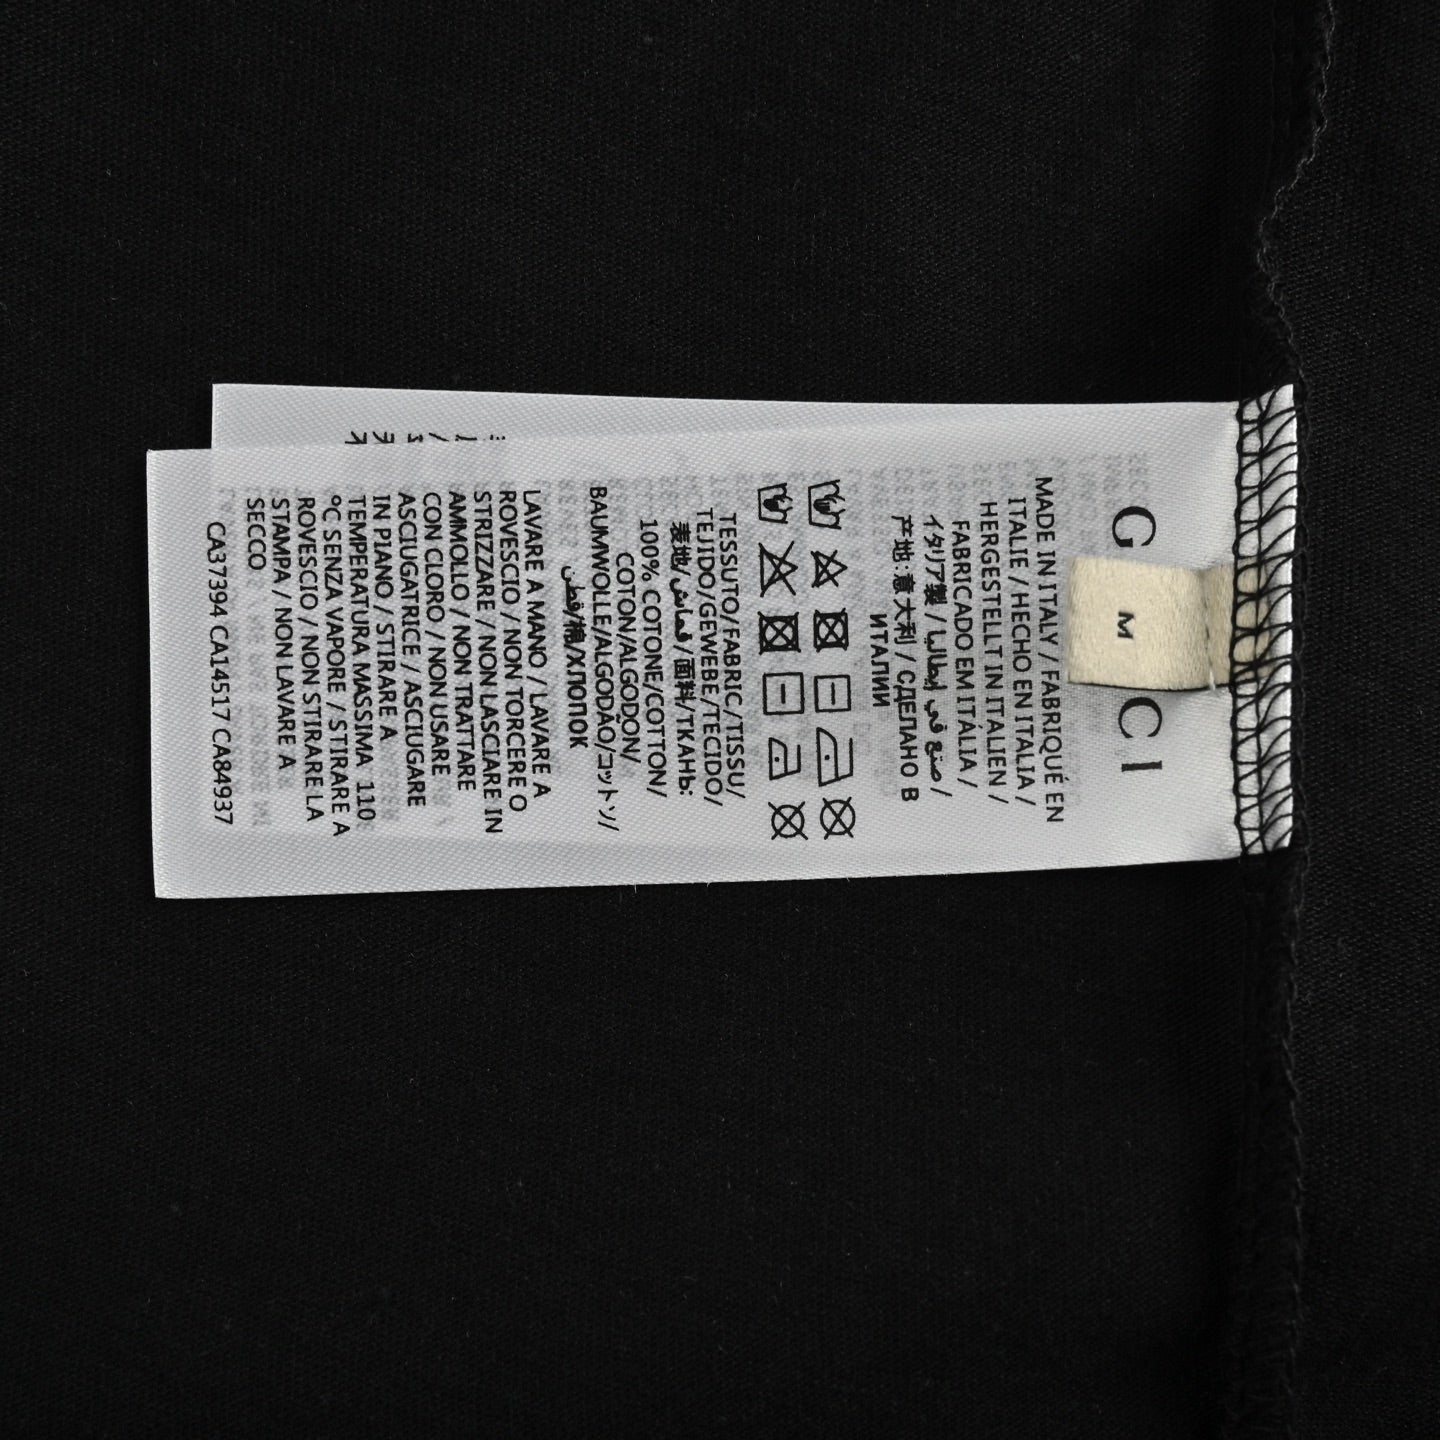 G CI
M
MADE IN ITALY / FABRIQUÉ EN
ITALIE / HECHO EN ITALIA /
HERGESTELLT IN ITALIEN /
FABRICADO EM ITÁLIA /
イタリア製 / صنع في إيطاليا /
产地:意大利 / СДЕЛАНО В
ИТАЛИИ
TESSUTO/FABRIC/TISSU/
TEJIDO/GEWEBE/TECIDO/
表地/قماش/面料/ТКАНЬ:
100% COTONE/COTTON/
COTON/ALGODÓN/
BAUMWOLLE/ALGODÃO/コットン/
قطن/棉/ХЛОПОК
LAVARE A MANO / LAVARE A
ROVESCIO / NON TORCERE O
STRIZZARE / NON LASCIARE IN
AMMOLLO / NON TRATTARE
CON CLORO / NON USARE
ASCIUGATRICE / ASCIUGARE
IN PIANO / STIRARE A
TEMPERATURA MASSIMA 110
°C SENZA VAPORE / STIRARE A
ROVESCIO / NON STIRARE LA
STAMPA / NON LAVARE A
SECCO
CA37394 CA14517 CA84937